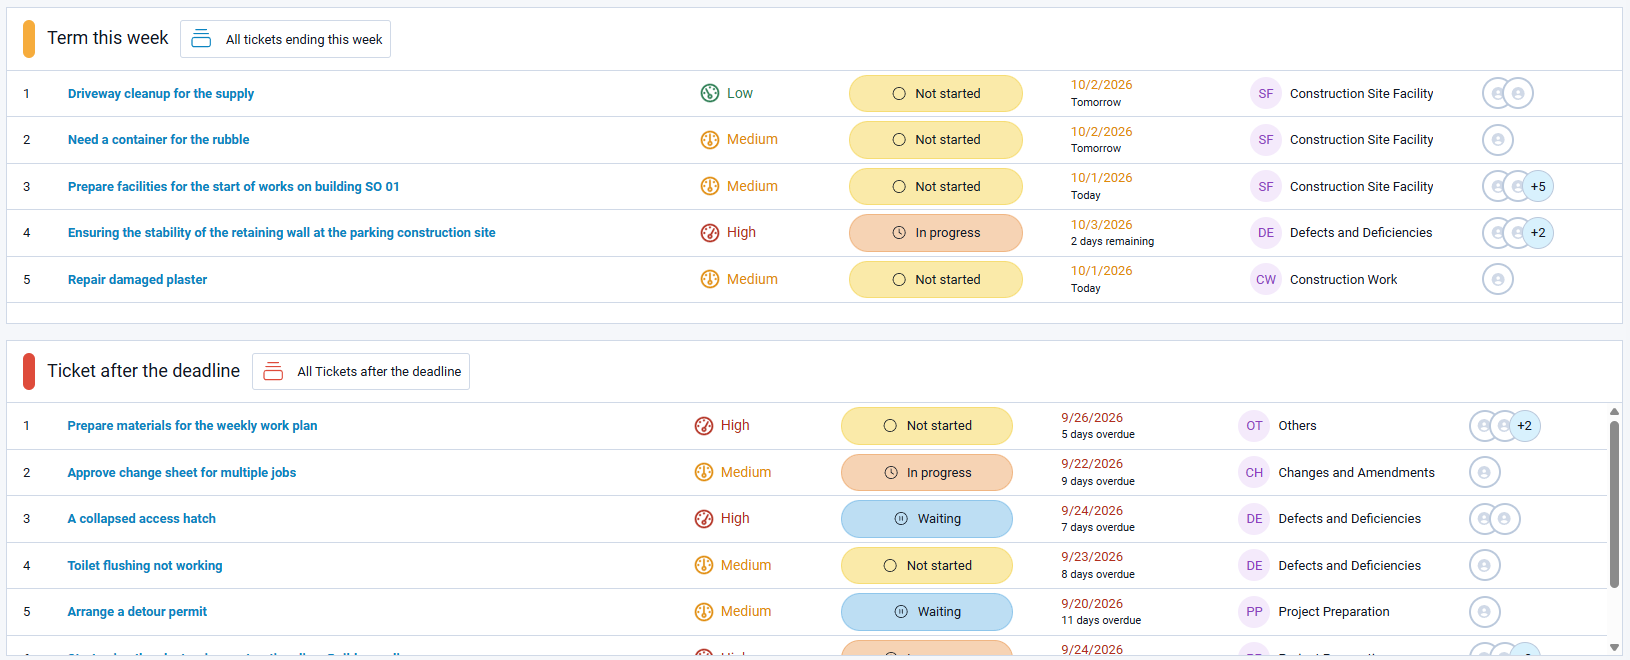 Term this week
All tickets ending this week
1 Driveway cleanup for the supply Low Not started 10/2/2026 SF Construction Site Facility
Tomorrow
2 Need a container for the rubble Medium Not started 10/2/2026 SF Construction Site Facility
Tomorrow
3 Prepare facilities for the start of works on building SO 01 Medium Not started 10/1/2026 SF Construction Site Facility +5
Today
4 Ensuring the stability of the retaining wall at the parking construction site High In progress 10/3/2026 DE Defects and Deficiencies +2
2 days remaining
5 Repair damaged plaster Medium Not started 10/1/2026 CW Construction Work
Today
Ticket after the deadline
All Tickets after the deadline
1 Prepare materials for the weekly work plan High Not started 9/26/2026 OT Others +2
5 days overdue
2 Approve change sheet for multiple jobs Medium In progress 9/22/2026 CH Changes and Amendments
9 days overdue
3 A collapsed access hatch High Waiting 9/24/2026 DE Defects and Deficiencies
7 days overdue
4 Toilet flushing not working Medium Not started 9/23/2026 DE Defects and Deficiencies
8 days overdue
5 Arrange a detour permit Medium Waiting 9/20/2026 PP Project Preparation
11 days overdue
9/24/2026